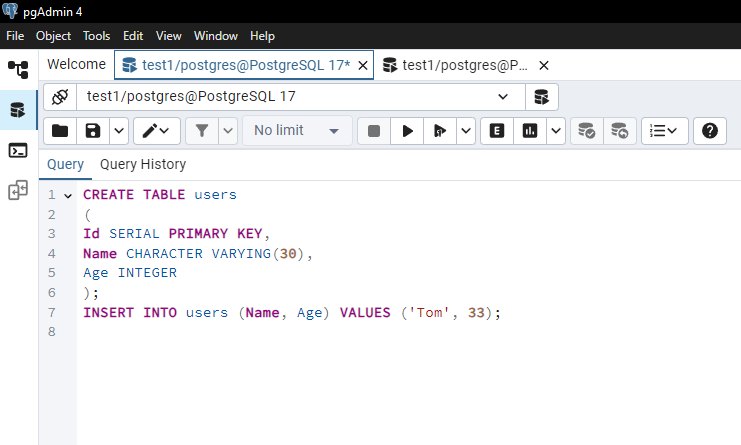 pgAdmin 4
File Object Tools Edit View Window Help
Welcome test1/postgres@PostgreSQL 17* test1/postgres@P...
test1/postgres@PostgreSQL 17
No limit E
Query Query History
1 CREATE TABLE users
2 (
3 Id SERIAL PRIMARY KEY,
4 Name CHARACTER VARYING(30),
5 Age INTEGER
6 );
7 INSERT INTO users (Name, Age) VALUES ('Tom', 33);
8